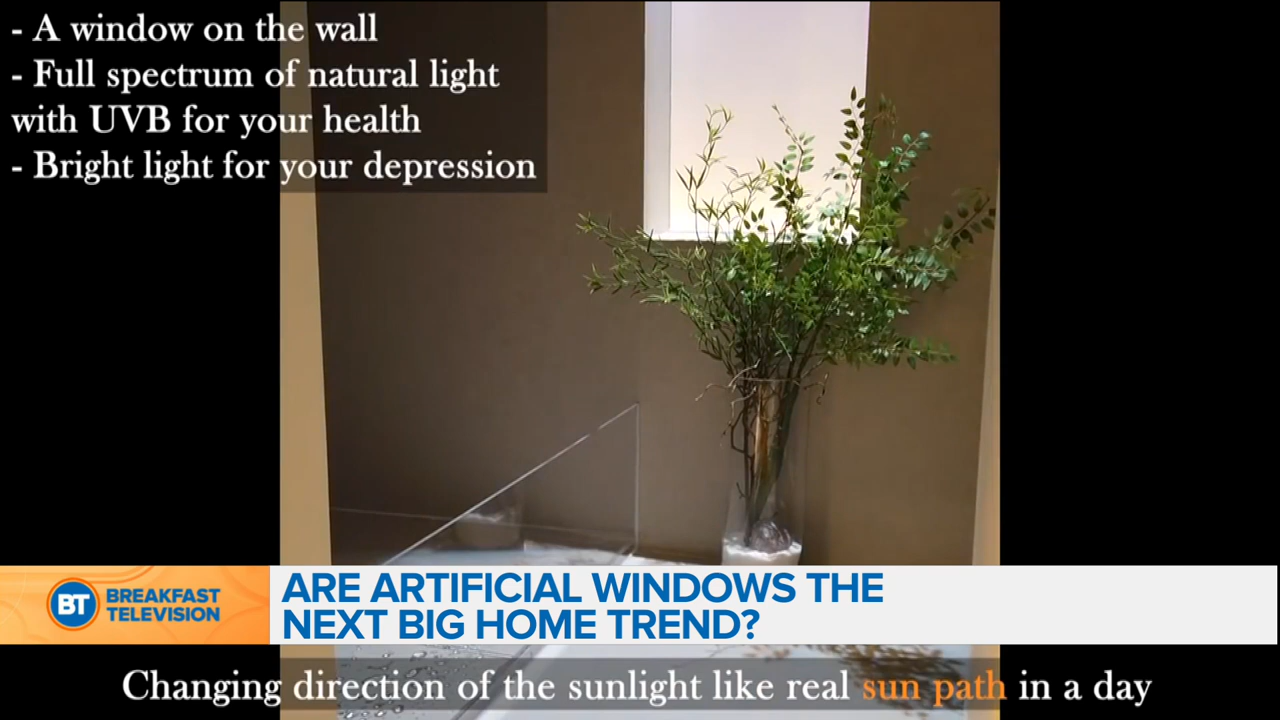 - A window on the wall
- Full spectrum of natural light
with UVB for your health
- Bright light for your depression
BT
BREAKFAST
TELEVISION
ARE ARTIFICIAL WINDOWS THE
NEXT BIG HOME TREND?
Changing direction of the sunlight like real sun path in a day